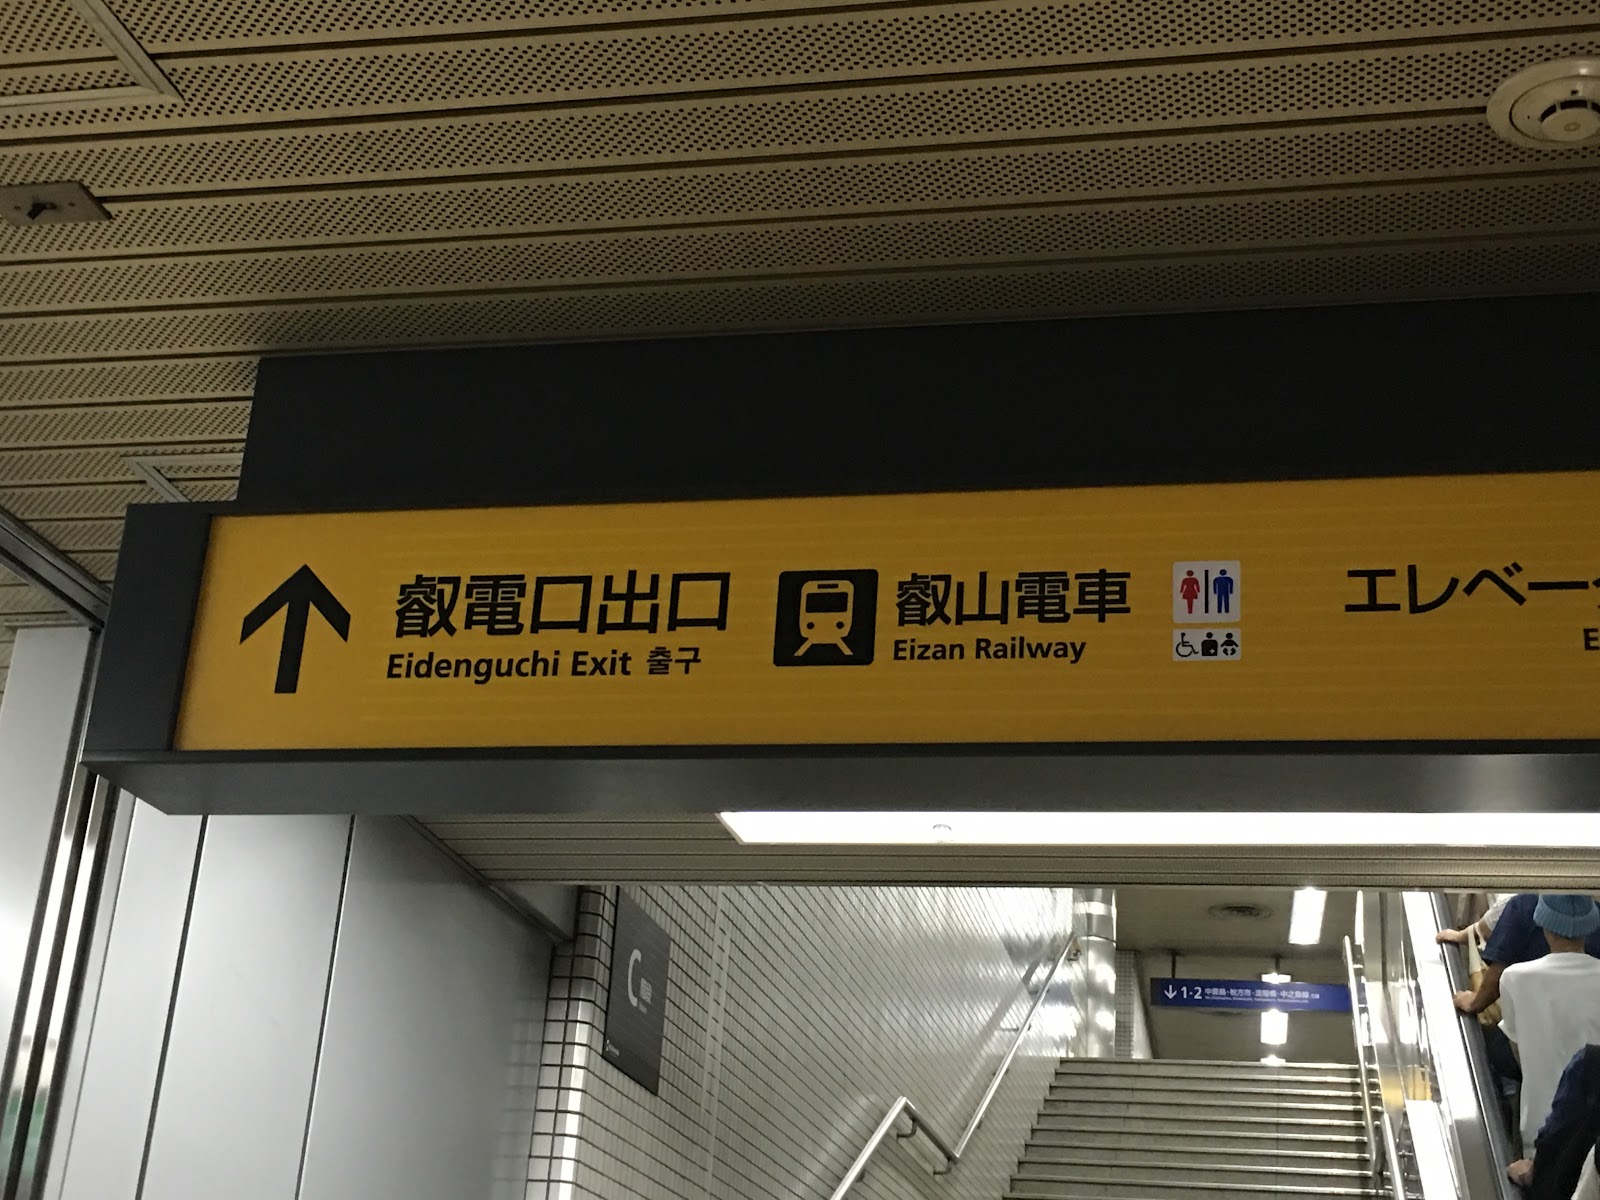 叡電口出口
Eidenguchi Exit 출구
叡山電車
Eizan Railway
エレベー
E
C
1・2